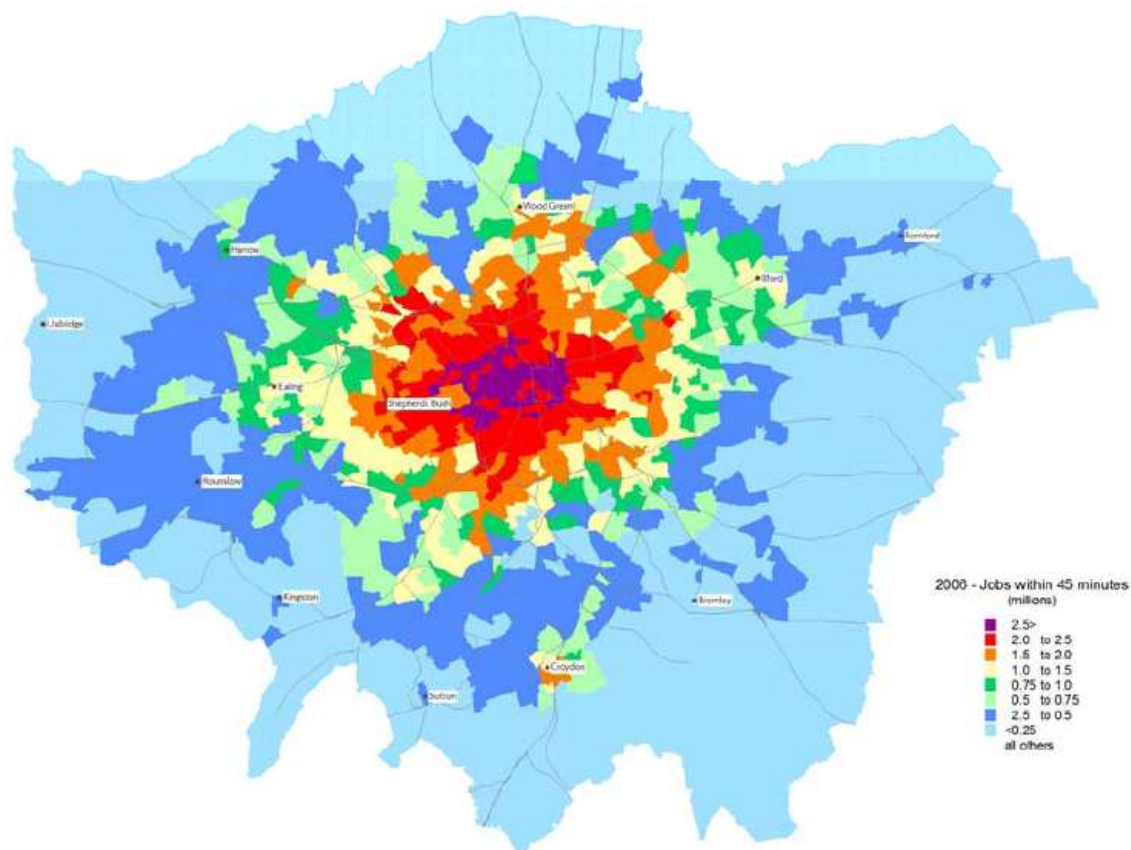 Wood Green
Romford
Harrow
Ilford
Uxbridge
Ealing
Shepherds Bush
Hounslow
2006 - Jobs within 45 minutes
(millions)
Kingston
Bromley
2.5>
2.0 to 2.5
1.5 to 2.0
1.0 to 1.5
0.75 to 1.0
0.5 to 0.75
2.5 to 0.5
<0.25
all others
Croydon
Sutton